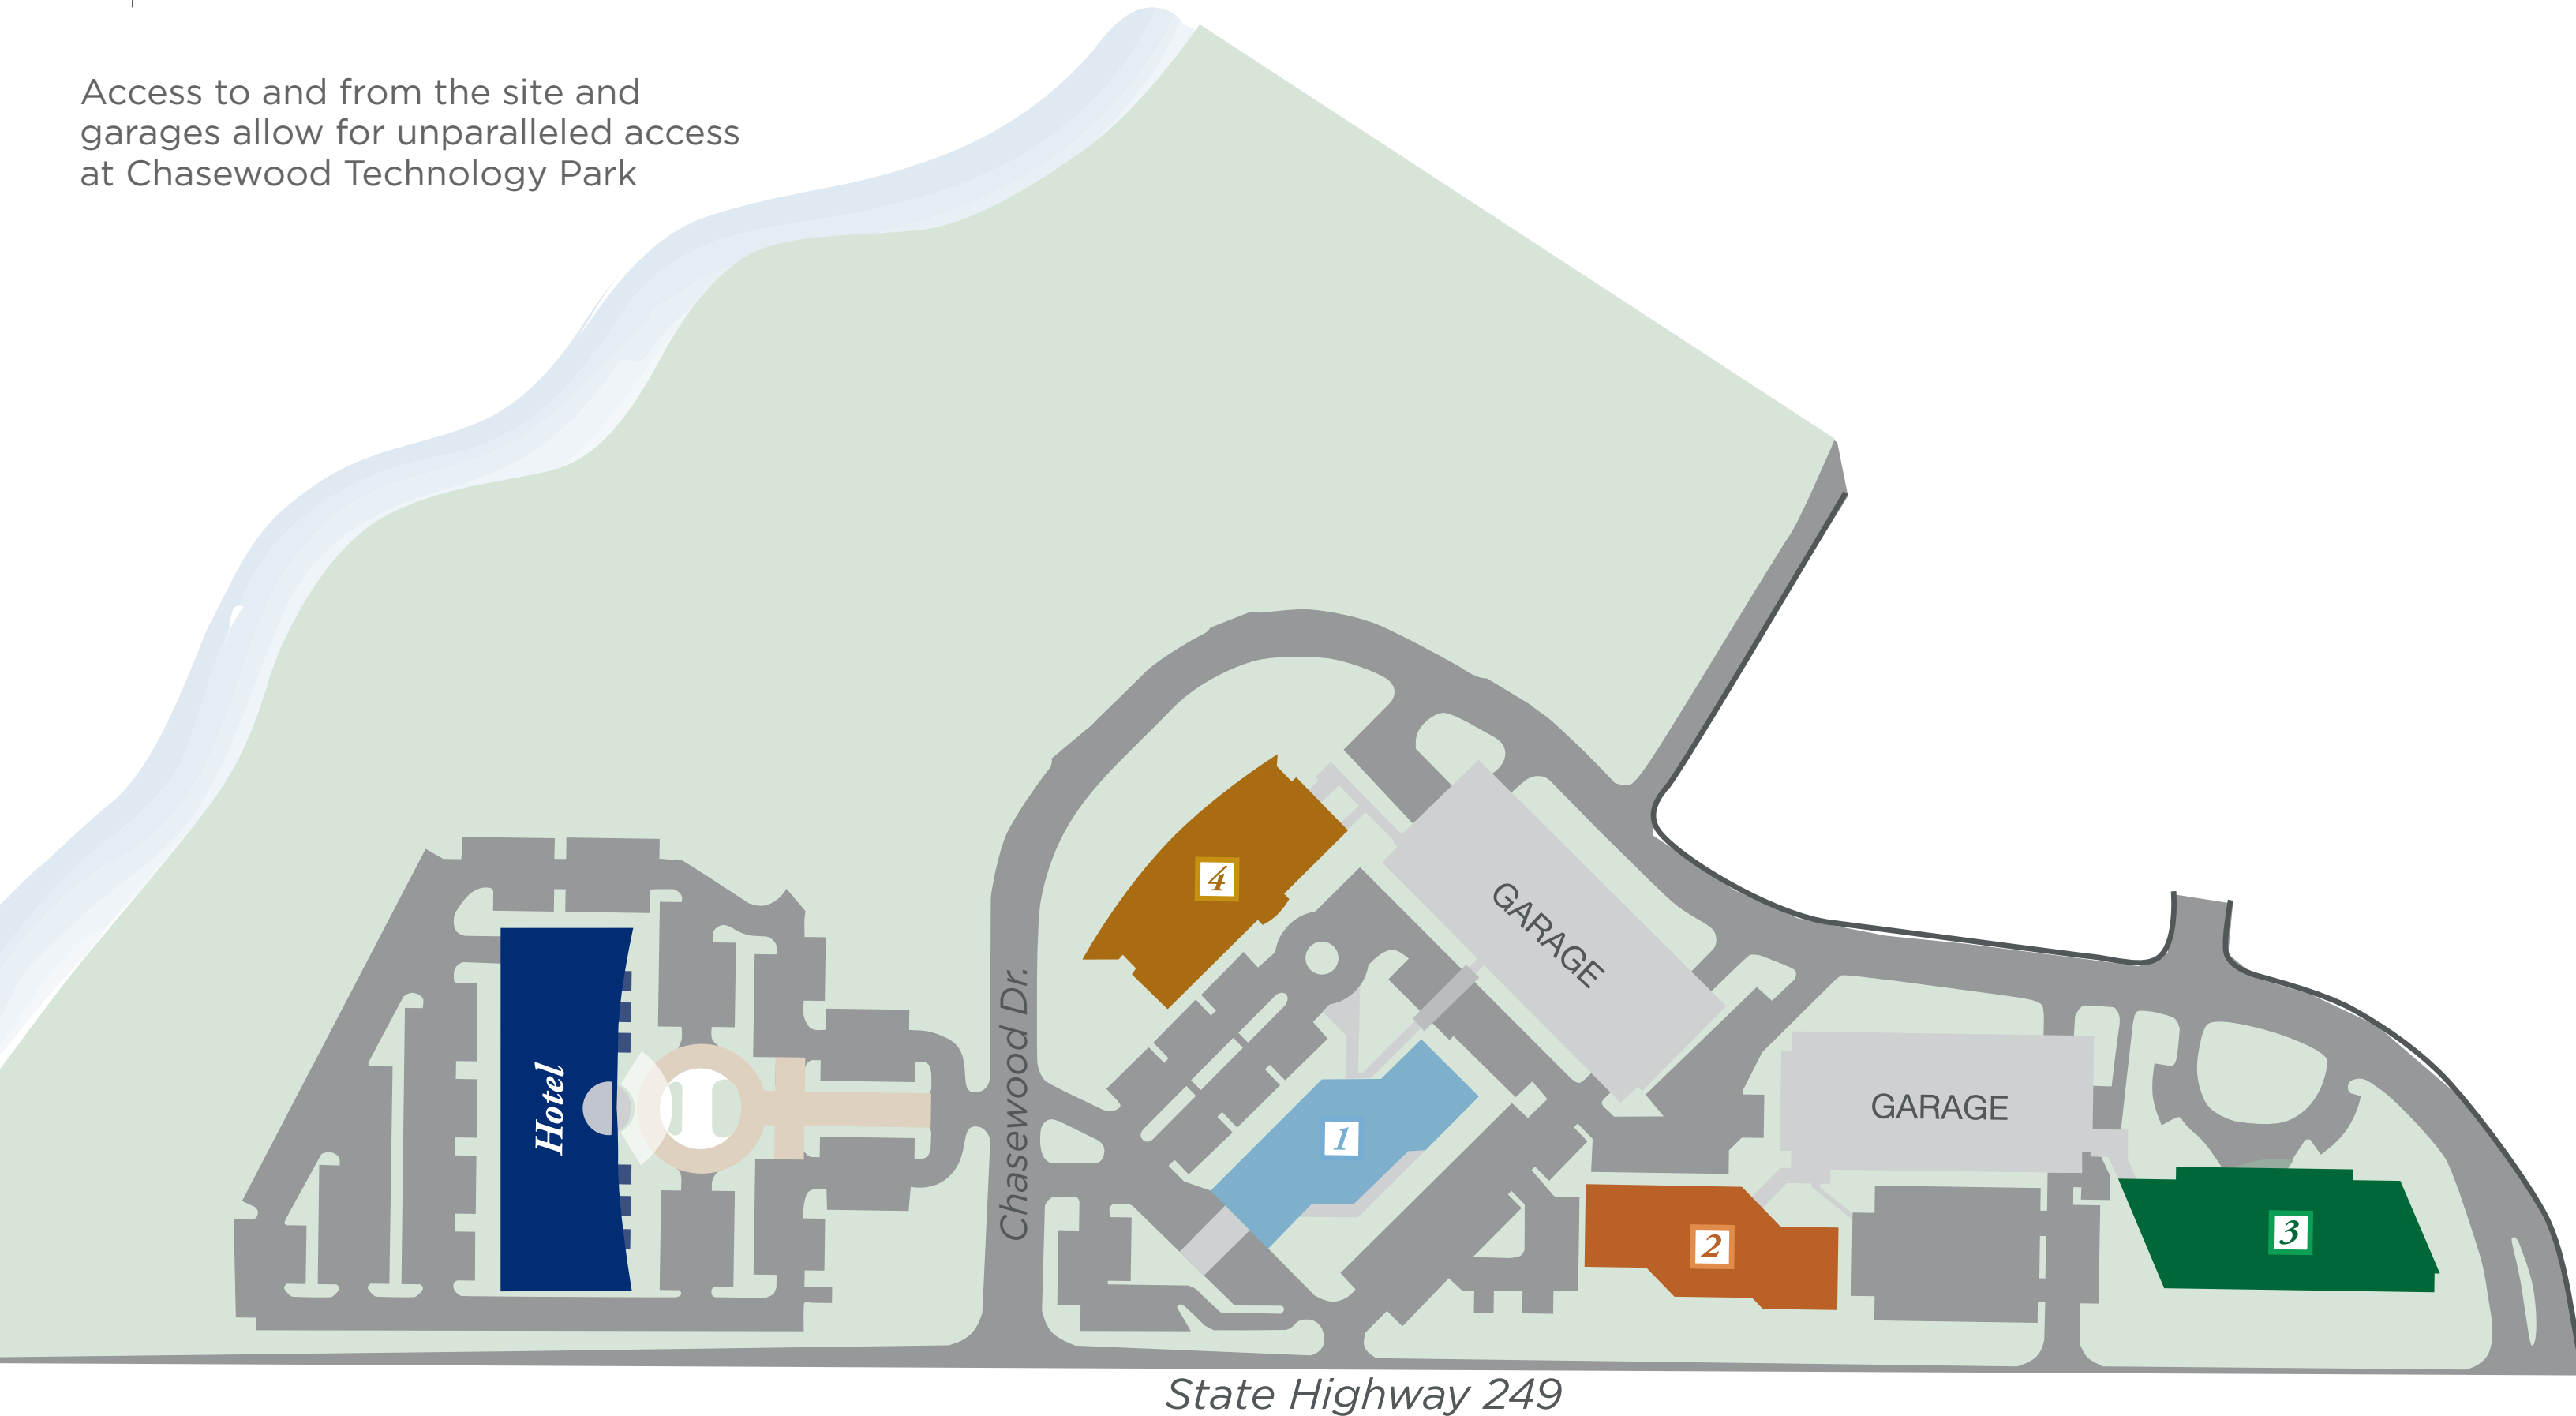 Access to and from the site and
garages allow for unparalleled access
at Chasewood Technology Park
4
GARAGE
Chasewood Dr.
Hotel
1
GARAGE
2
3
State Highway 249